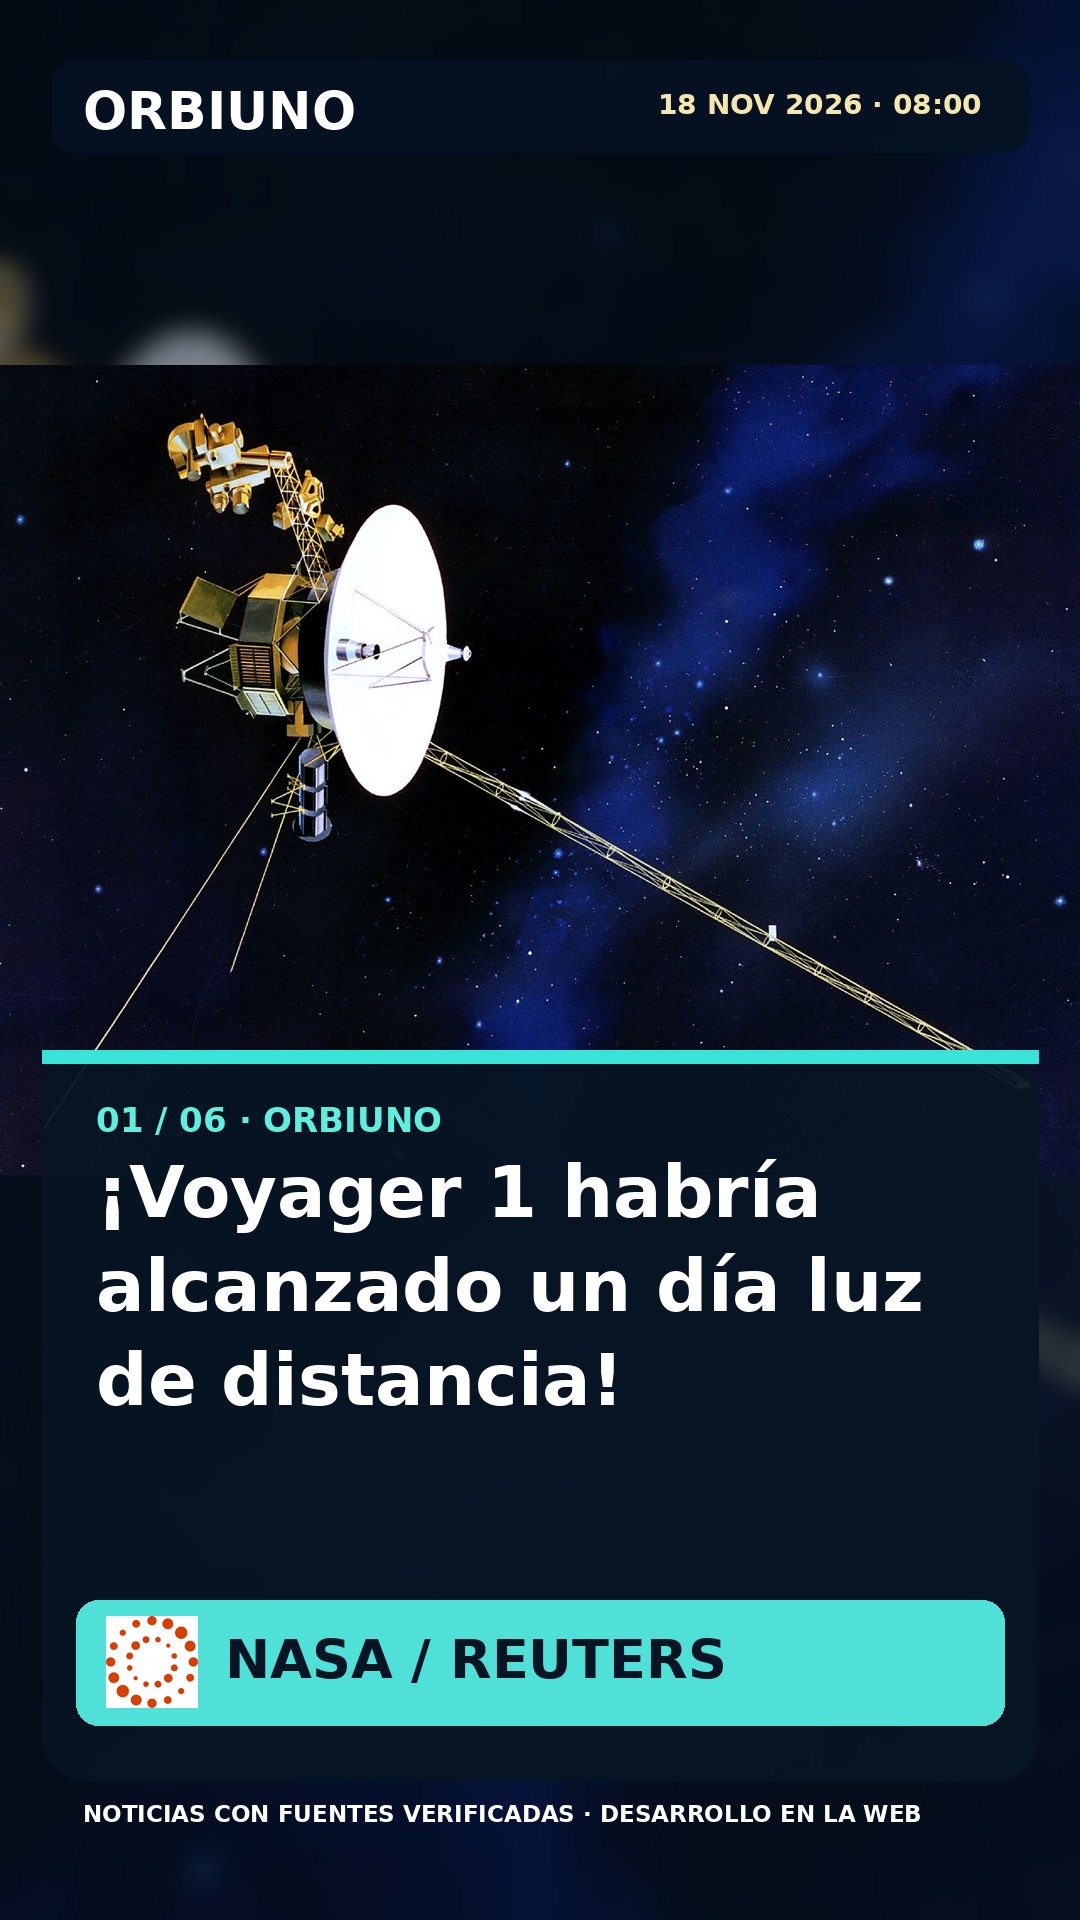 ORBIUNO
18 NOV 2026 · 08:00
01 / 06 · ORBIUNO
¡Voyager 1 habría
alcanzado un día luz
de distancia!
NASA / REUTERS
NOTICIAS CON FUENTES VERIFICADAS · DESARROLLO EN LA WEB